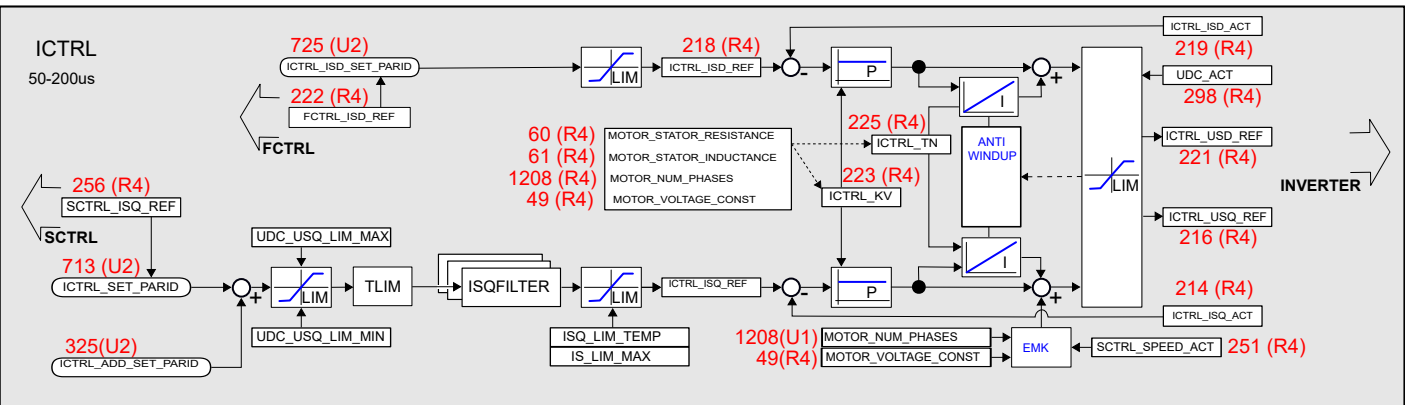 ICTRL
50-200us
725 (U2)
ICTRL_ISD_SET_PARID
222 (R4)
FCTRL_ISD_REF
FCTRL
LIM
218 (R4)
ICTRL_ISD_REF
-
P
I
+
ICTRL_ISD_ACT
219 (R4)
UDC_ACT
298 (R4)
ICTRL_USD_REF
221 (R4)
INVERTER
ICTRL_USQ_REF
216 (R4)
LIM
ANTI
WINDUP
60 (R4) MOTOR_STATOR_RESISTANCE
61 (R4) MOTOR_STATOR_INDUCTANCE
1208 (R4) MOTOR_NUM_PHASES
49 (R4) MOTOR_VOLTAGE_CONST
225 (R4)
ICTRL_TN
223 (R4)
ICTRL_KV
256 (R4)
SCTRL_ISQ_REF
SCTRL
713 (U2)
ICTRL_SET_PARID
325(U2)
ICTRL_ADD_SET_PARID
+
UDC_USQ_LIM_MAX
LIM
UDC_USQ_LIM_MIN
TLIM
ISQFILTER
LIM
ISQ_LIM_TEMP
IS_LIM_MAX
ICTRL_ISQ_REF
-
P
I
+
214 (R4)
ICTRL_ISQ_ACT
1208(U1) MOTOR_NUM_PHASES
49(R4) MOTOR_VOLTAGE_CONST
EMK
SCTRL_SPEED_ACT 251 (R4)